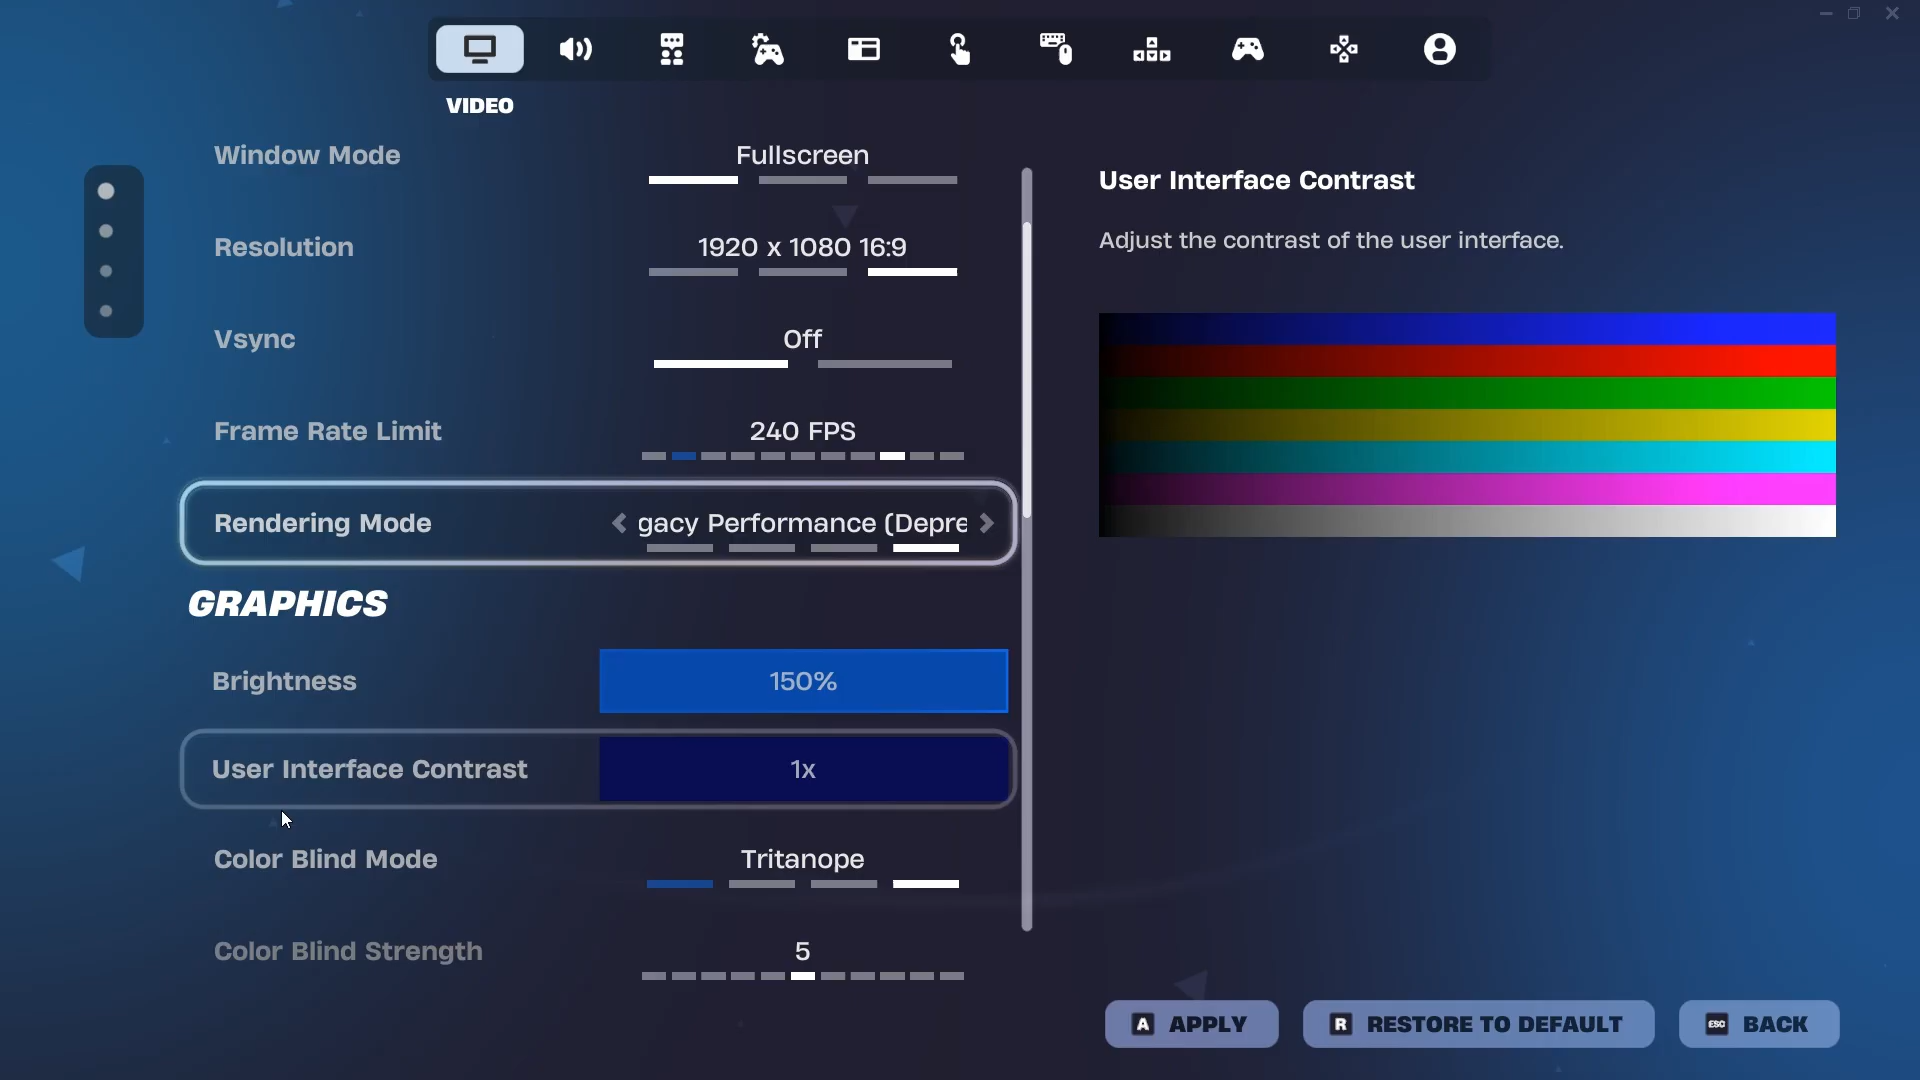 VIDEO
Window Mode
Fullscreen
User Interface Contrast
Resolution
1920 x 1080 16:9
Adjust the contrast of the user interface.
Vsync
Off
Frame Rate Limit
240 FPS
Rendering Mode
gacy Performance (Depre
GRAPHICS
Brightness
150%
User Interface Contrast
1x
Color Blind Mode
Tritanope
Color Blind Strength
5
A APPLY
R RESTORE TO DEFAULT
ESC BACK